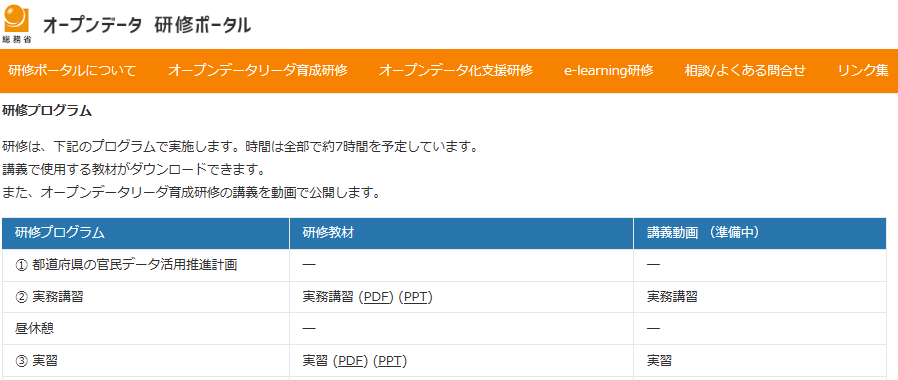 総務省
オープンデータ 研修ポータル
研修ポータルについて オープンデータリーダ育成研修 オープンデータ化支援研修 e-learning研修 相談/よくある問合せ リンク集
研修プログラム
研修は、下記のプログラムで実施します。時間は全部で約7時間を予定しています。
講義で使用する教材がダウンロードできます。
また、オープンデータリーダ育成研修の講義を動画で公開します。
研修プログラム 研修教材 講義動画 （準備中）
① 都道府県の官民データ活用推進計画 ― ―
② 実務講習 実務講習 (PDF) (PPT) 実務講習
昼休憩 ― ―
③ 実習 実習 (PDF) (PPT) 実習